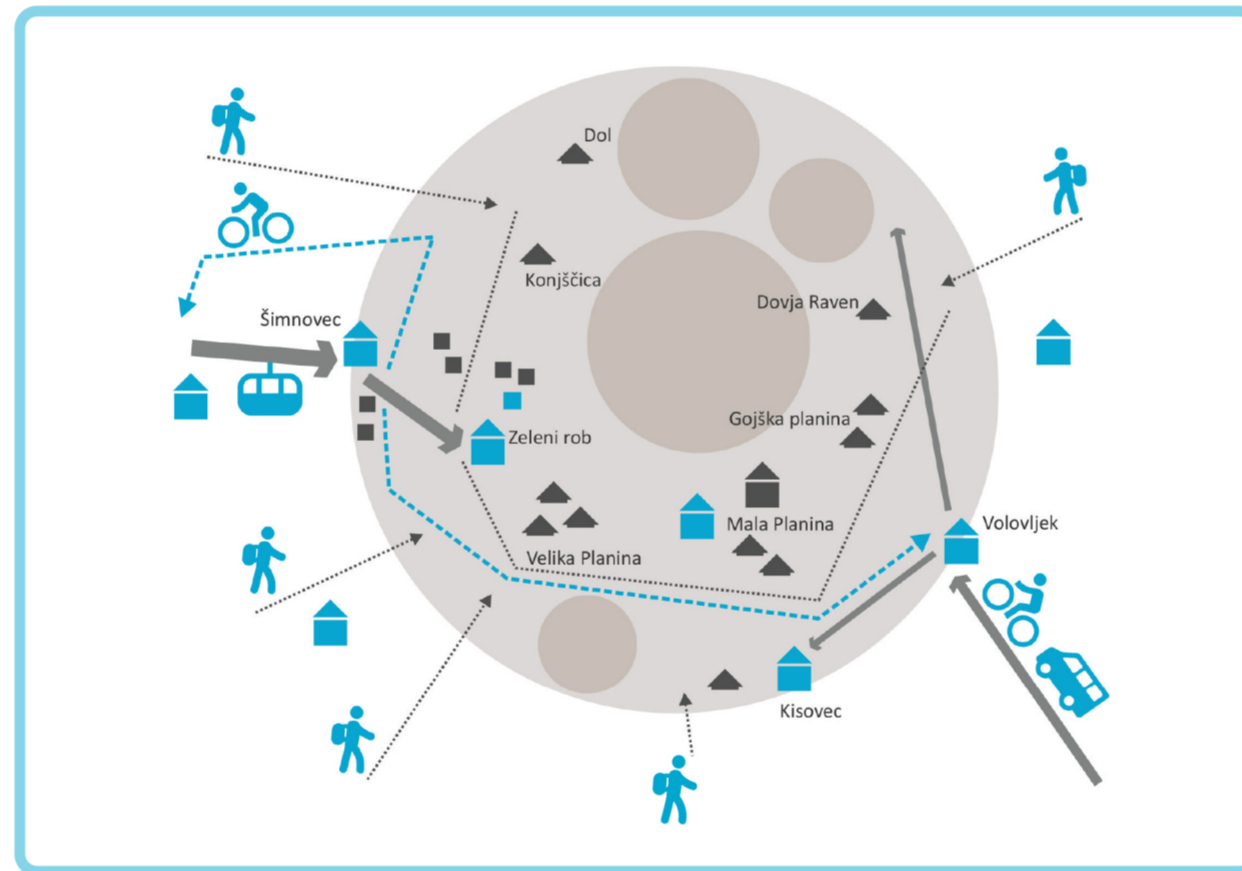 Dol
Konjščica
Dovja Raven
Šimnovec
Gojška planina
Zeleni rob
Mala Planina
Volovljek
Velika Planina
Kisovec